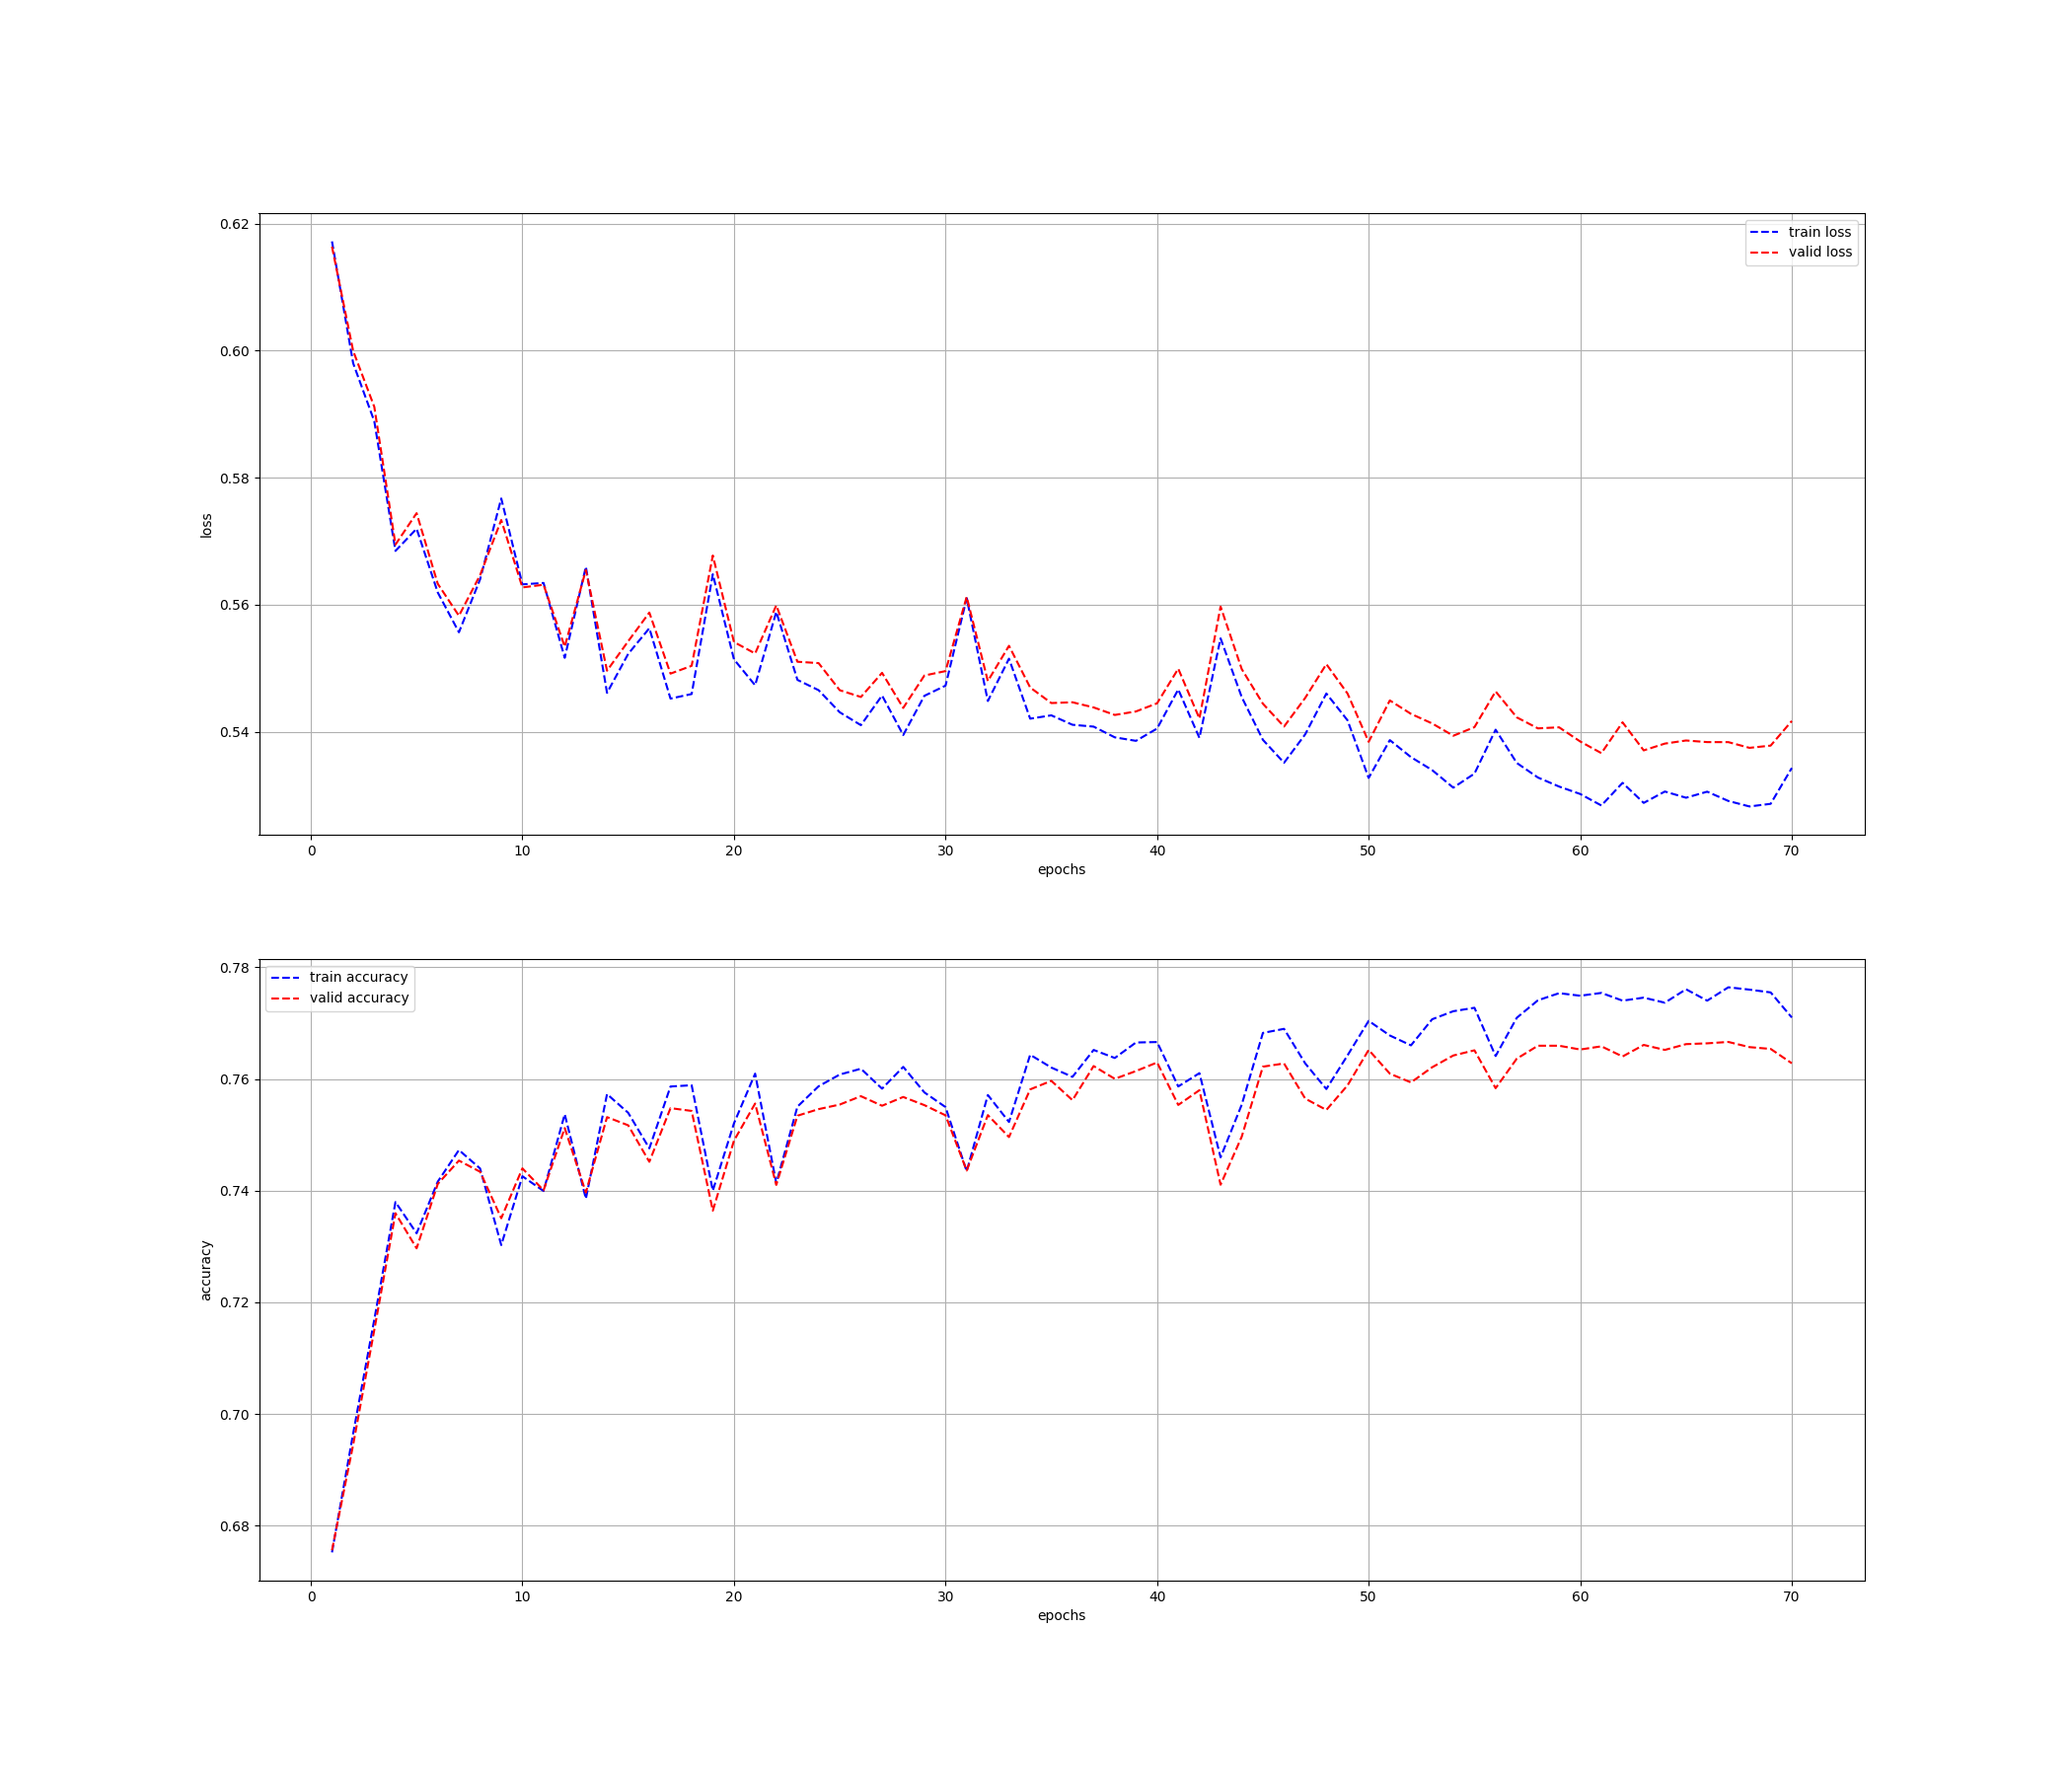 0.62
train loss
valid loss
0.60
0.58
loss
0.56
0.54
0 10 20 30 40 50 60 70
epochs
0.78
train accuracy
valid accuracy
0.76
0.74
accuracy
0.72
0.70
0.68
0 10 20 30 40 50 60 70
epochs